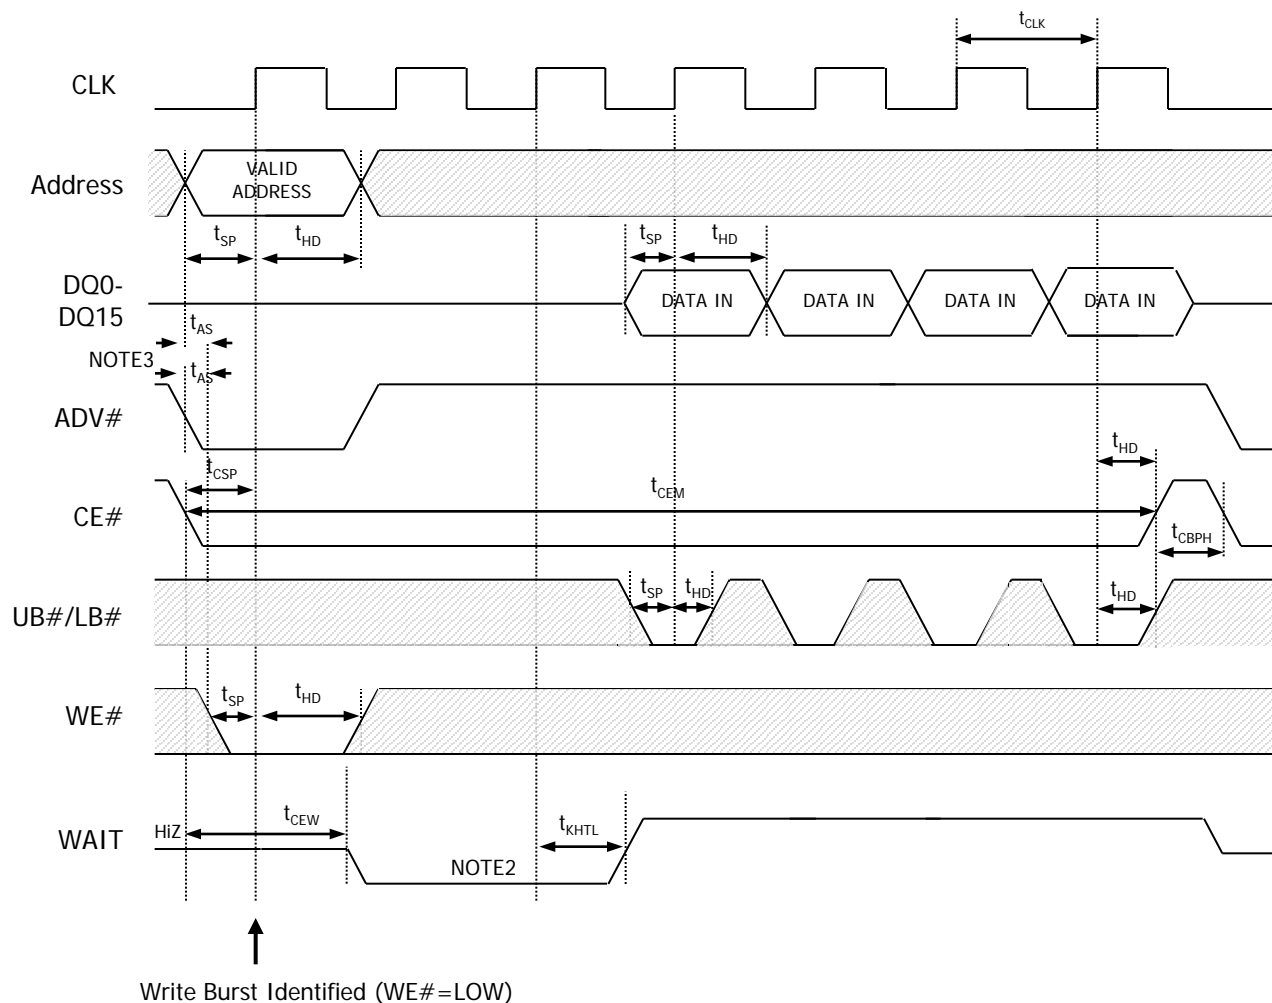 tCLK
CLK
Address
VALID
ADDRESS
tSP
tHD
tSP
tHD
DQ0-
DQ15
DATA IN
DATA IN
DATA IN
DATA IN
tAS
NOTE3
tAS
ADV#
tCSP
tHD
tCEM
CE#
tCBPH
UB#/LB#
tSP
tHD
tHD
WE#
tSP
tHD
WAIT
HiZ
tCEW
tKHTL
NOTE2
Write Burst Identified (WE#=LOW)